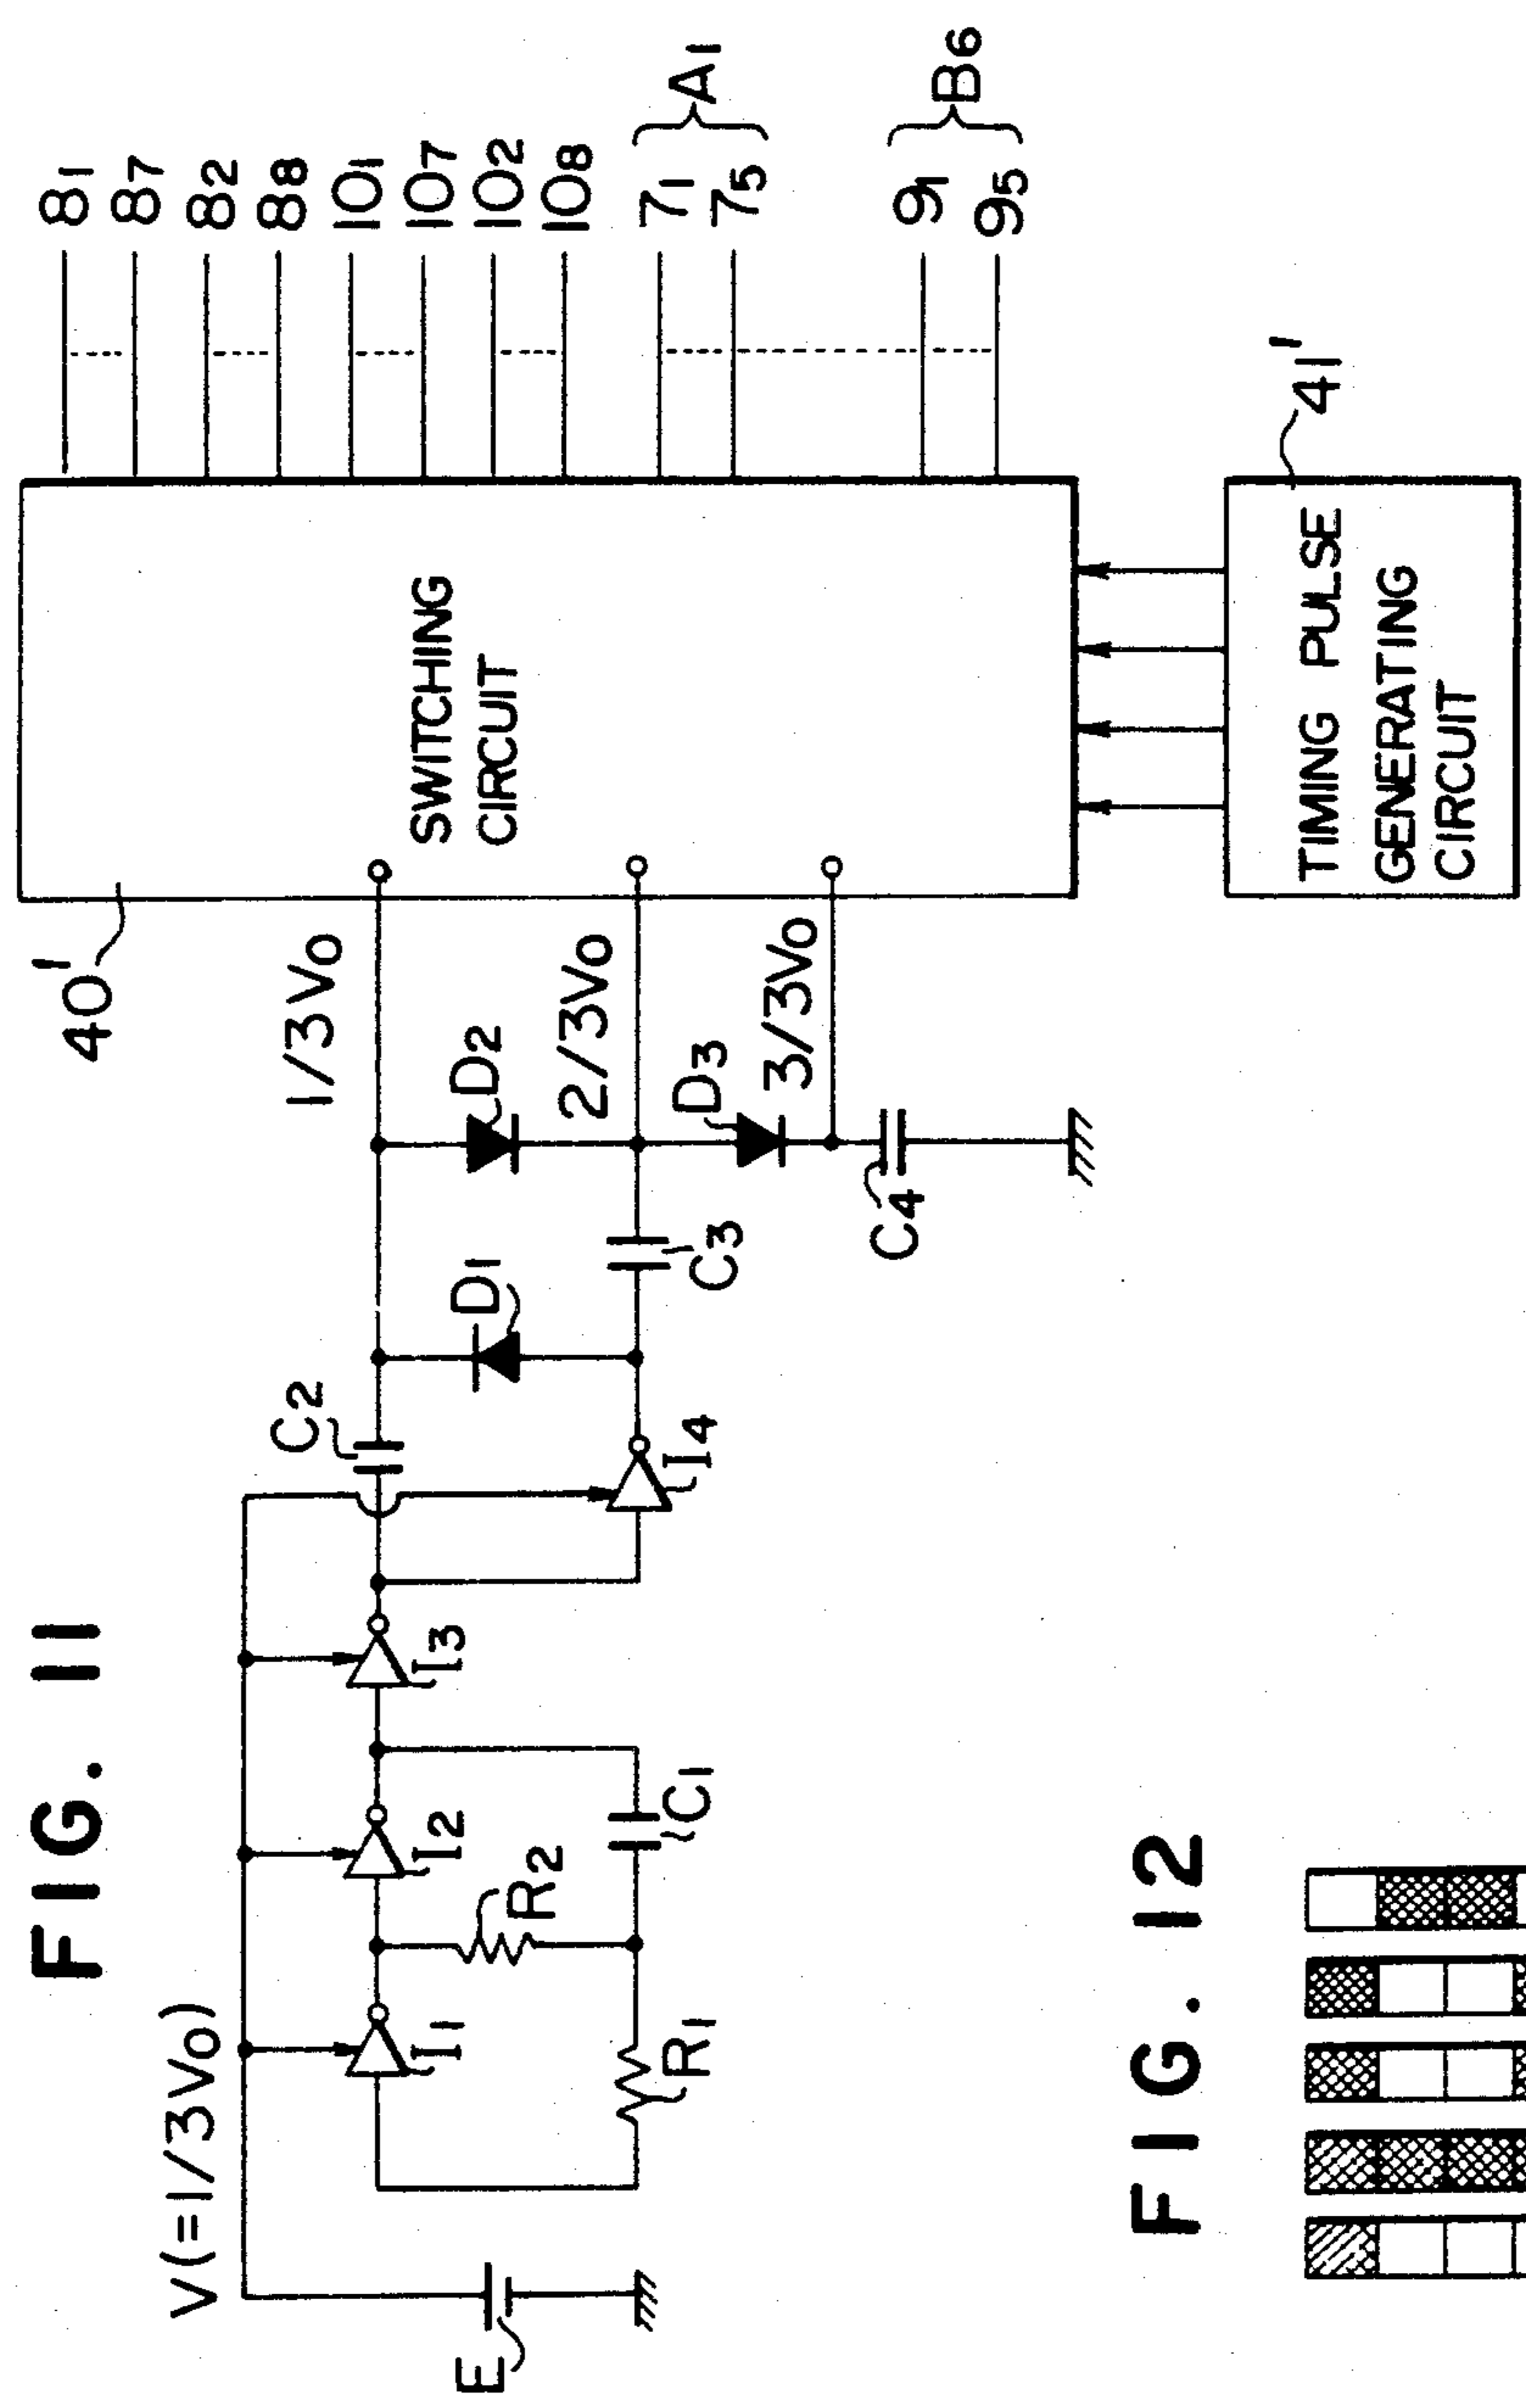 FIG. 11
V(=1/3V0)
E
I1
I2
I3
I4
R1
R2
C1
C2
C3
C4
D1
D2
D3
1/3V0
2/3V0
3/3V0
40'
SWITCHING
CIRCUIT
81
87
82
88
101
107
102
108
71
75
A1
91
95
B6
41'
TIMING PULSE
GENERATING
CIRCUIT
FIG. 12